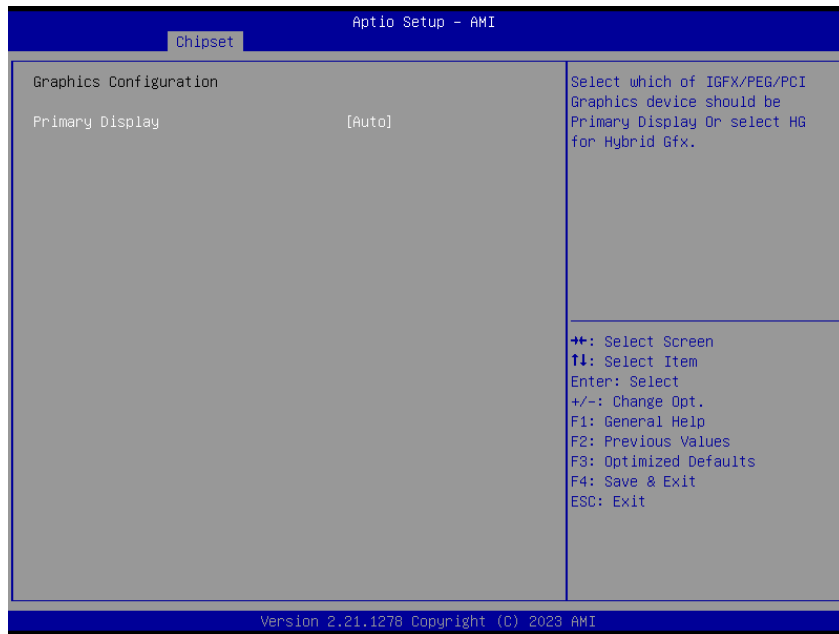 Aptio Setup - AMI
Chipset
Graphics Configuration
Primary Display [Auto]
Select which of IGFX/PEG/PCI
Graphics device should be
Primary Display Or select HG
for Hybrid Gfx.
→←: Select Screen
↑↓: Select Item
Enter: Select
+/-: Change Opt.
F1: General Help
F2: Previous Values
F3: Optimized Defaults
F4: Save & Exit
ESC: Exit
Version 2.21.1278 Copyright (C) 2023 AMI